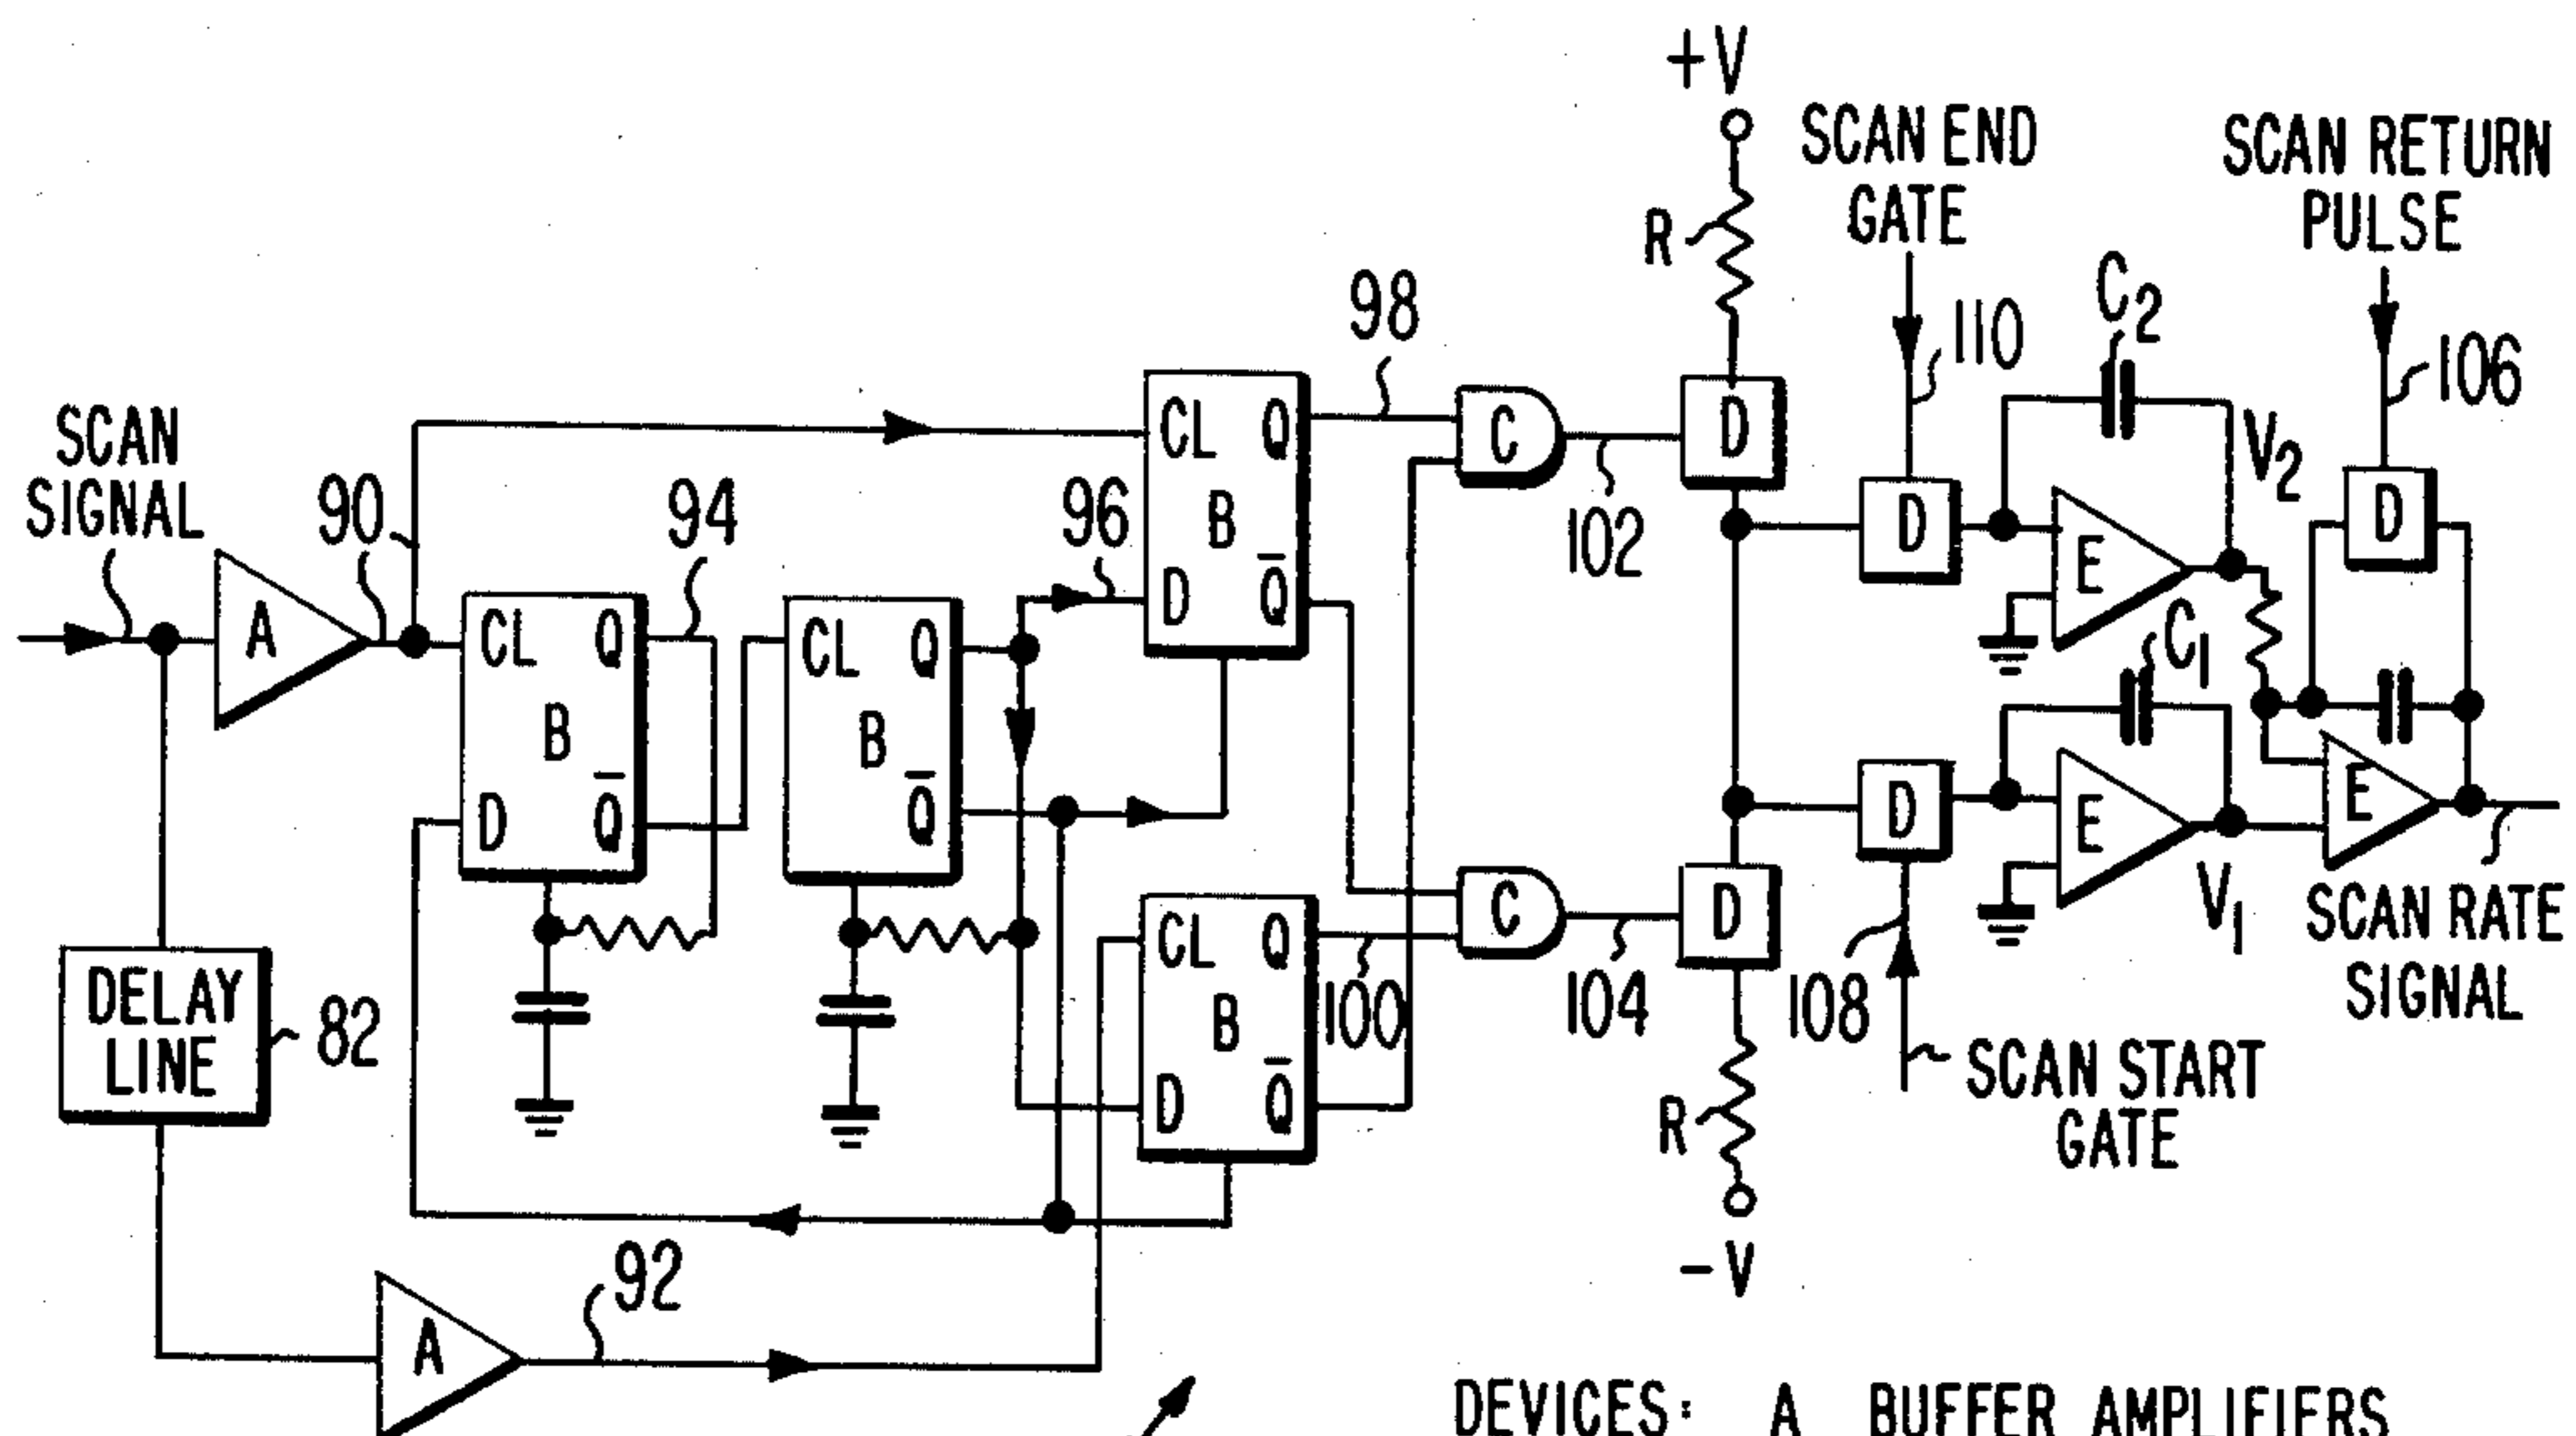 +V
SCAN END
GATE
SCAN RETURN
PULSE
R
C2
110
106
98
SCAN
SIGNAL
90
94
96
CL Q
B
D Q̅
C
102
D
D
V2
D
A
CL Q
B
D Q̅
CL Q
B
Q̅
E
C1
E
E
D
V1
SCAN RATE
SIGNAL
DELAY
LINE
82
CL Q
B
D Q̅
100
C
104
D
108
SCAN START
GATE
R
-V
92
A
DEVICES: A BUFFER AMPLIFIERS